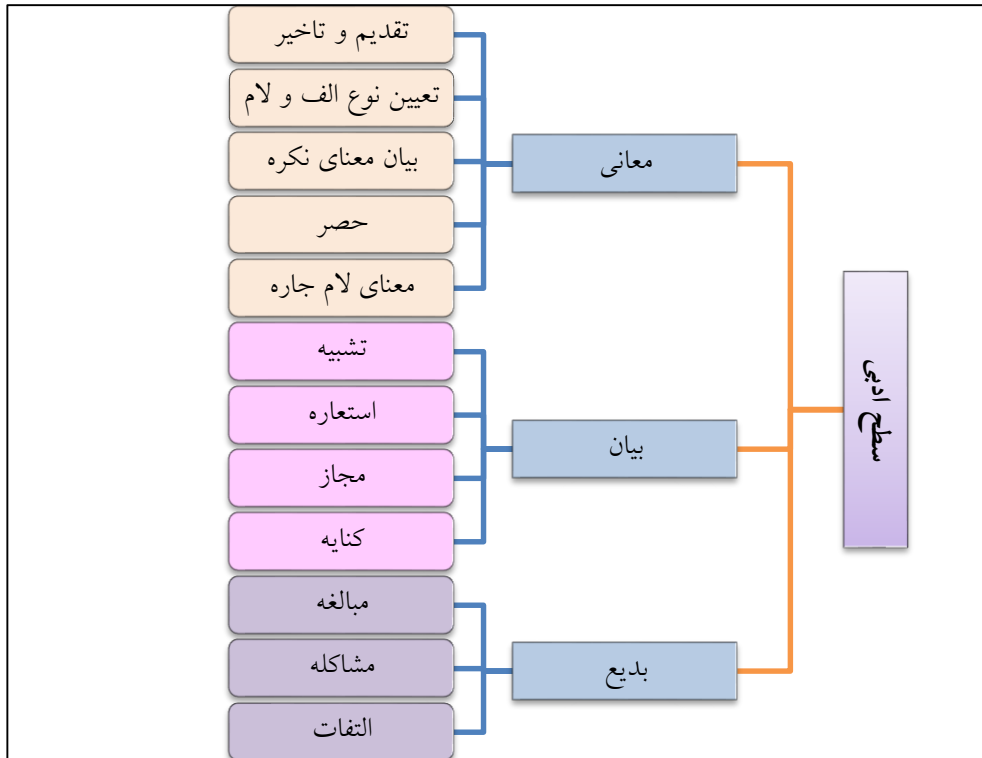 سطح ادبی
معانی
تقدیم و تاخیر
تعیین نوع الف و لام
بیان معنای نکره
حصر
معنای لام جاره
بیان
تشبیه
استعاره
مجاز
کنایه
بدیع
مبالغه
مشاکله
التفات